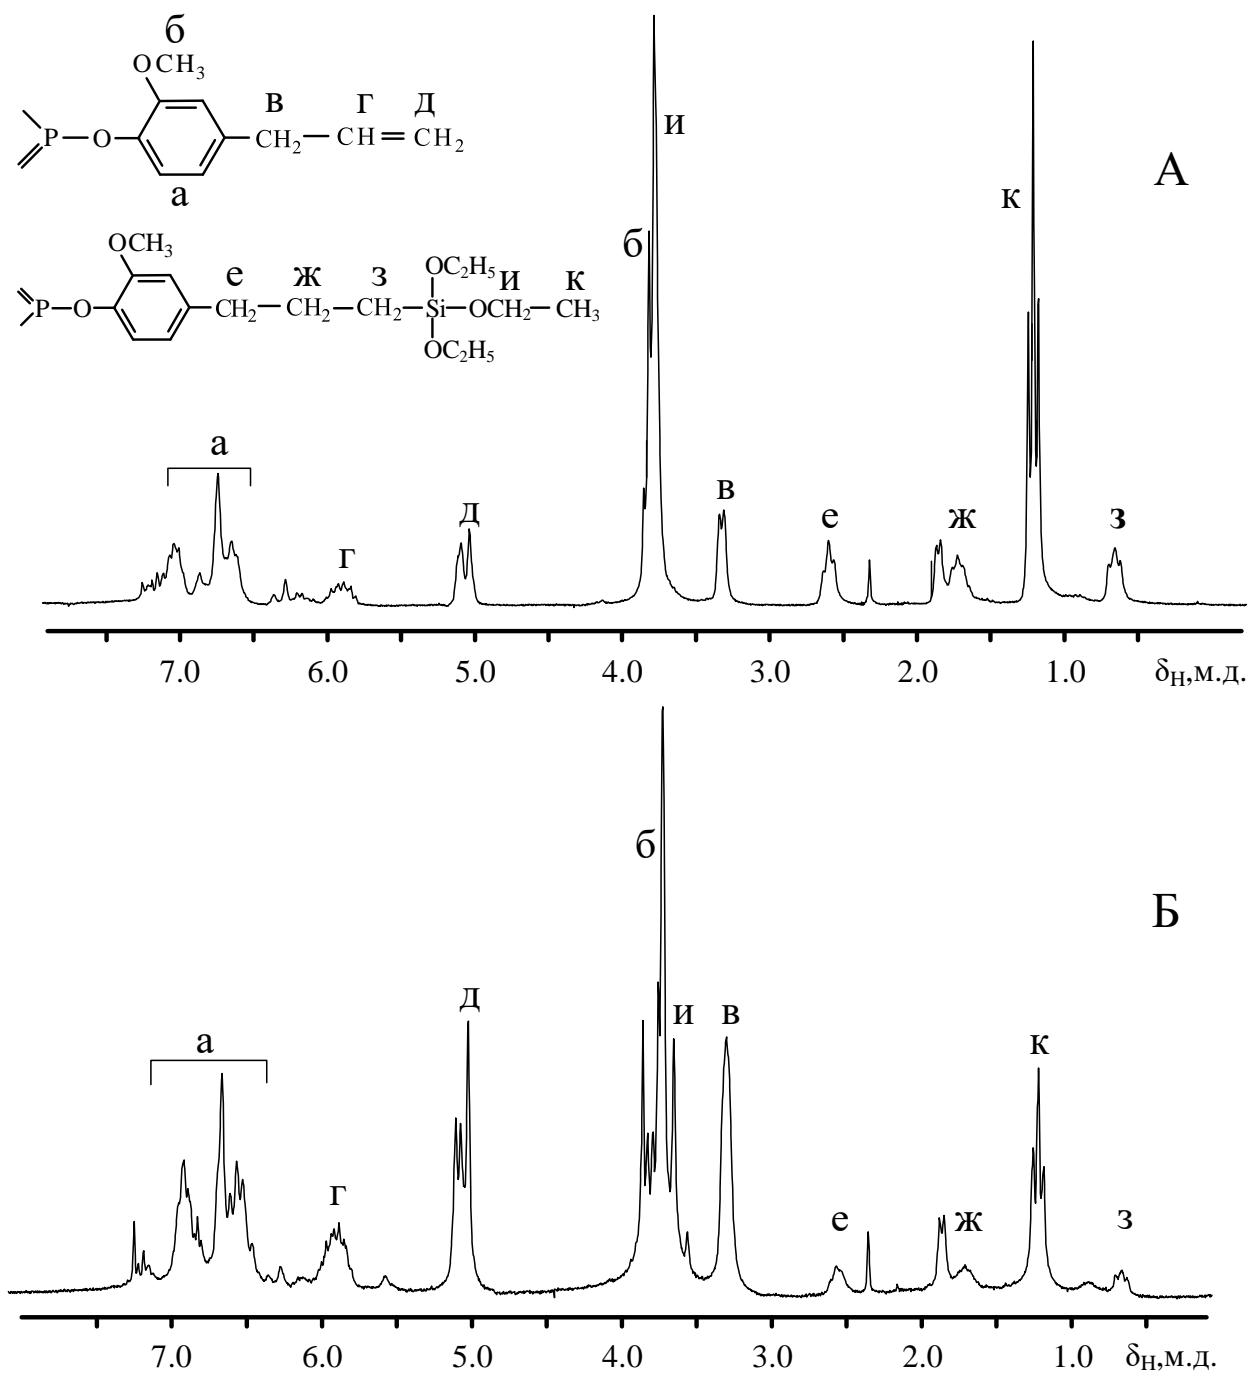 б
OCH3
в г д
P O CH2 CH CH2
а
А
и
к
б
OCH3
е ж з OC2H5 и к
P O CH2 CH2 CH2 Si OCH2 CH3
OC2H5
а
г
д
в
е
ж
з
7.0 6.0 5.0 4.0 3.0 2.0 1.0 δH,м.д.
б
Б
д
и в
а
к
г
е ж з
7.0 6.0 5.0 4.0 3.0 2.0 1.0 δH,м.д.